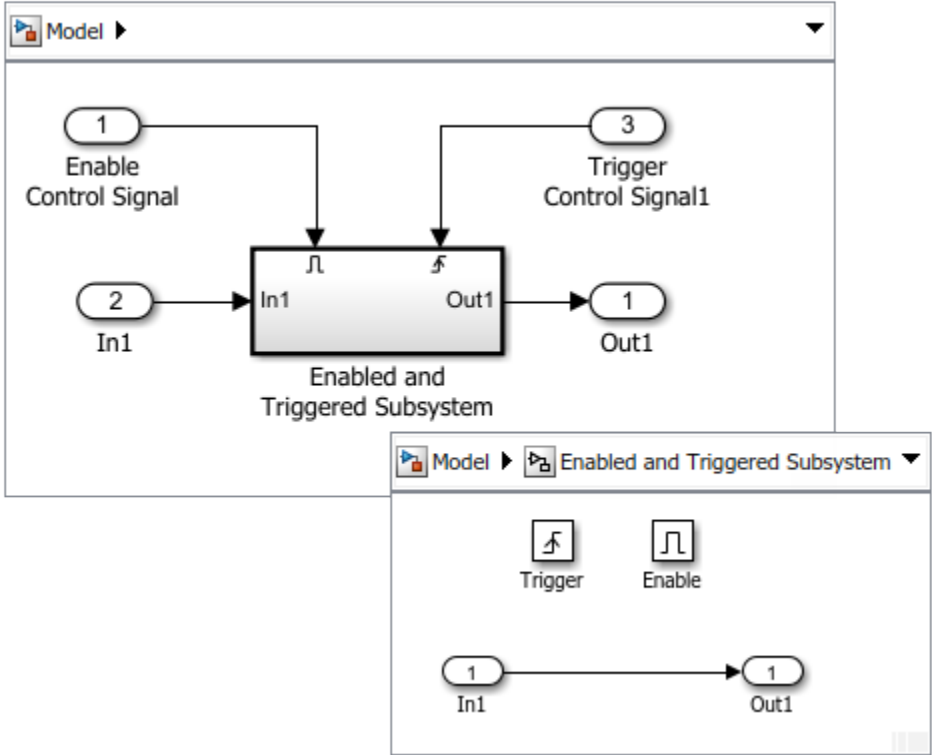 Model
1
3
Enable
Control Signal
Trigger
Control Signal1
2
In1
In1
Out1
1
Out1
Enabled and
Triggered Subsystem
Model Enabled and Triggered Subsystem
Trigger
Enable
1
1
In1
Out1